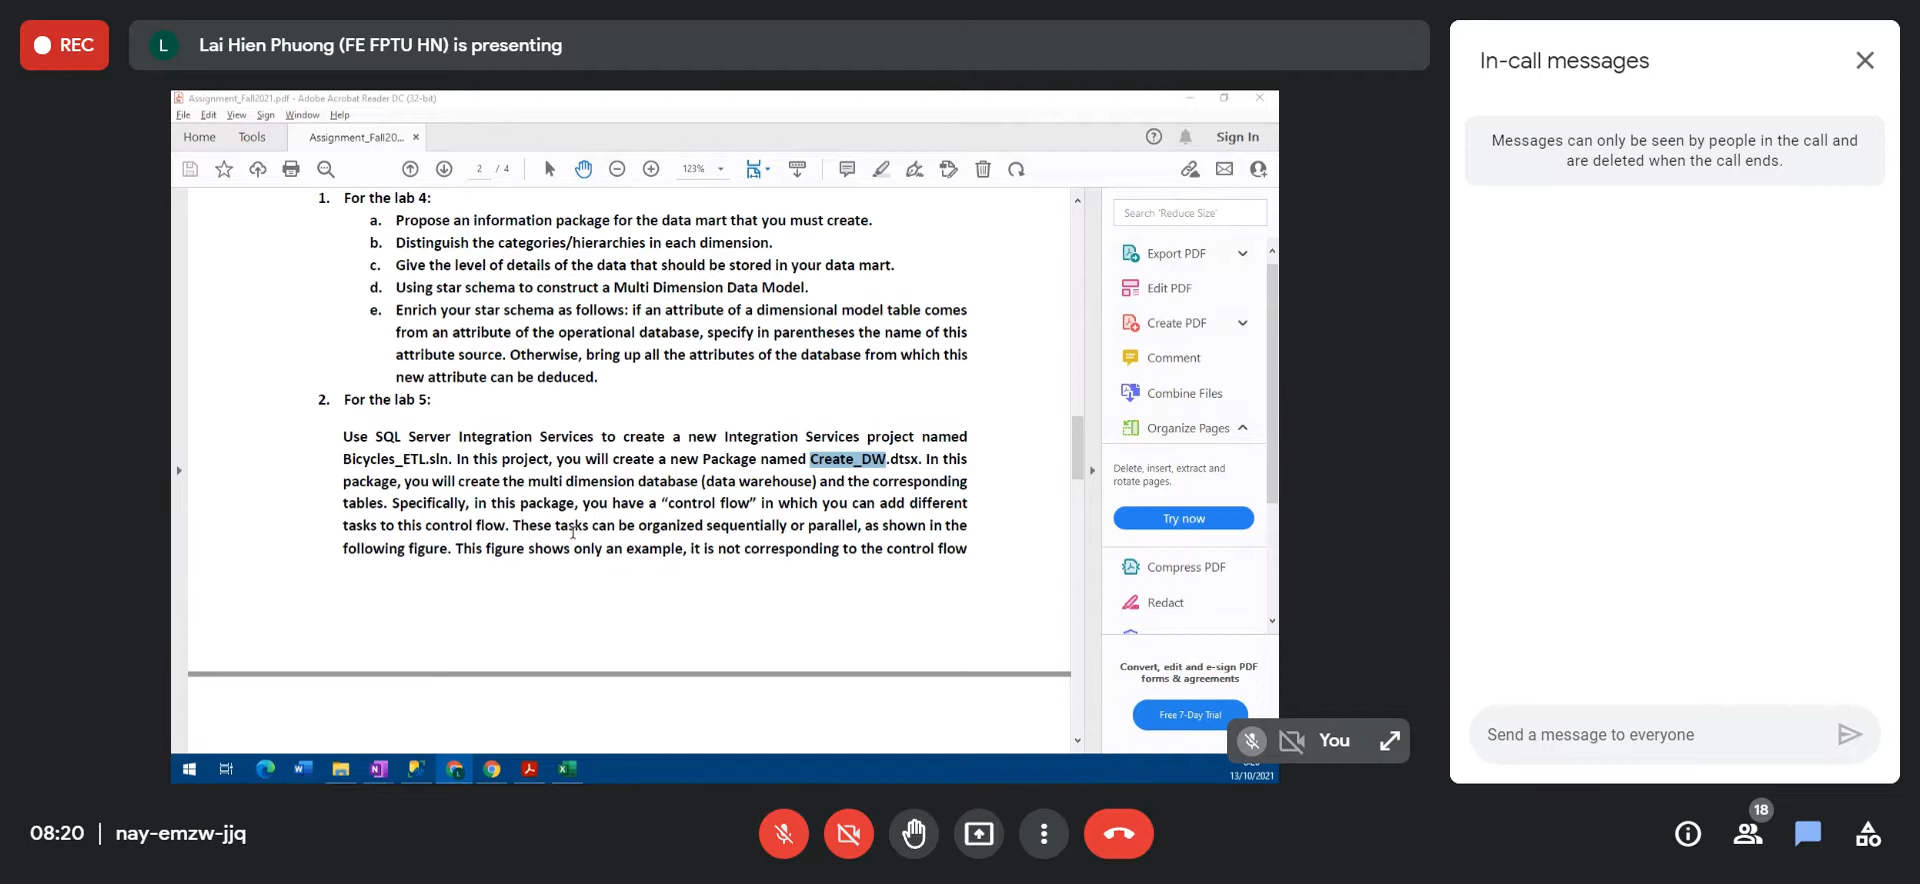 REC
L
Lai Hien Phuong (FE FPTU HN) is presenting
Assignment_Fall2021.pdf - Adobe Acrobat Reader DC (32-bit)
File Edit View Sign Window Help
Home Tools Assignment_Fall20... × Sign In
2 / 4 123%
1. For the lab 4:
a. Propose an information package for the data mart that you must create.
b. Distinguish the categories/hierarchies in each dimension.
c. Give the level of details of the data that should be stored in your data mart.
d. Using star schema to construct a Multi Dimension Data Model.
e. Enrich your star schema as follows: if an attribute of a dimensional model table comes
from an attribute of the operational database, specify in parentheses the name of this
attribute source. Otherwise, bring up all the attributes of the database from which this
new attribute can be deduced.
2. For the lab 5:
Use SQL Server Integration Services to create a new Integration Services project named
Bicycles_ETL.sln. In this project, you will create a new Package named Create_DW.dtsx. In this
package, you will create the multi dimension database (data warehouse) and the corresponding
tables. Specifically, in this package, you have a “control flow” in which you can add different
tasks to this control flow. These tasks can be organized sequentially or parallel, as shown in the
following figure. This figure shows only an example, it is not corresponding to the control flow
Search 'Reduce Size'
Export PDF
Edit PDF
Create PDF
Comment
Combine Files
Organize Pages
Delete, insert, extract and
rotate pages.
Try now
Compress PDF
Redact
Convert, edit and e-sign PDF
forms & agreements
Free 7-Day Trial
You
13/10/2021
In-call messages
Messages can only be seen by people in the call and
are deleted when the call ends.
Send a message to everyone
08:20 | nay-emzw-jjq
18